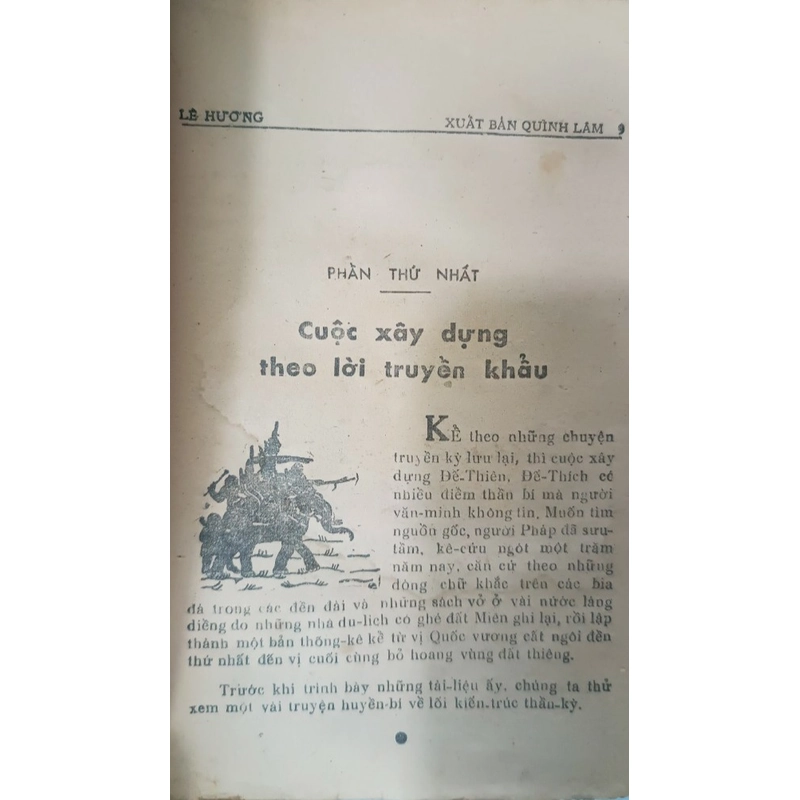 LÊ HƯƠNG
XUẤT BẢN QUỲNH LÂM 9
PHẦN THỨ NHẤT
Cuộc xây dựng
theo lời truyền khẩu
KỂ theo những chuyện
truyền kỳ lưu lại, thì cuộc xây
dựng Đế-Thiên, Đế-Thích có
nhiều điềm thần bí mà người
văn-minh không tin. Muốn tìm
nguồn gốc, người Pháp đã sưu-
tầm, kê-cứu ngót một trăm
năm nay, căn cứ theo những
dòng chữ khắc trên các bia
đá trong các đền đài và những sách vở ở vài nước láng
diềng do những nhà du-lịch có ghé đất Miên ghi lại, rồi lập
thành một bản thống-kê kể từ vị Quốc vương cất ngôi đền
thứ nhất đến vị cuối cùng bỏ hoang vùng đất thiêng.
Trước khi trình bày những tài-liệu ấy, chúng ta thử
xem một vài truyện huyền-bí về lối kiến-trúc thần-kỳ.